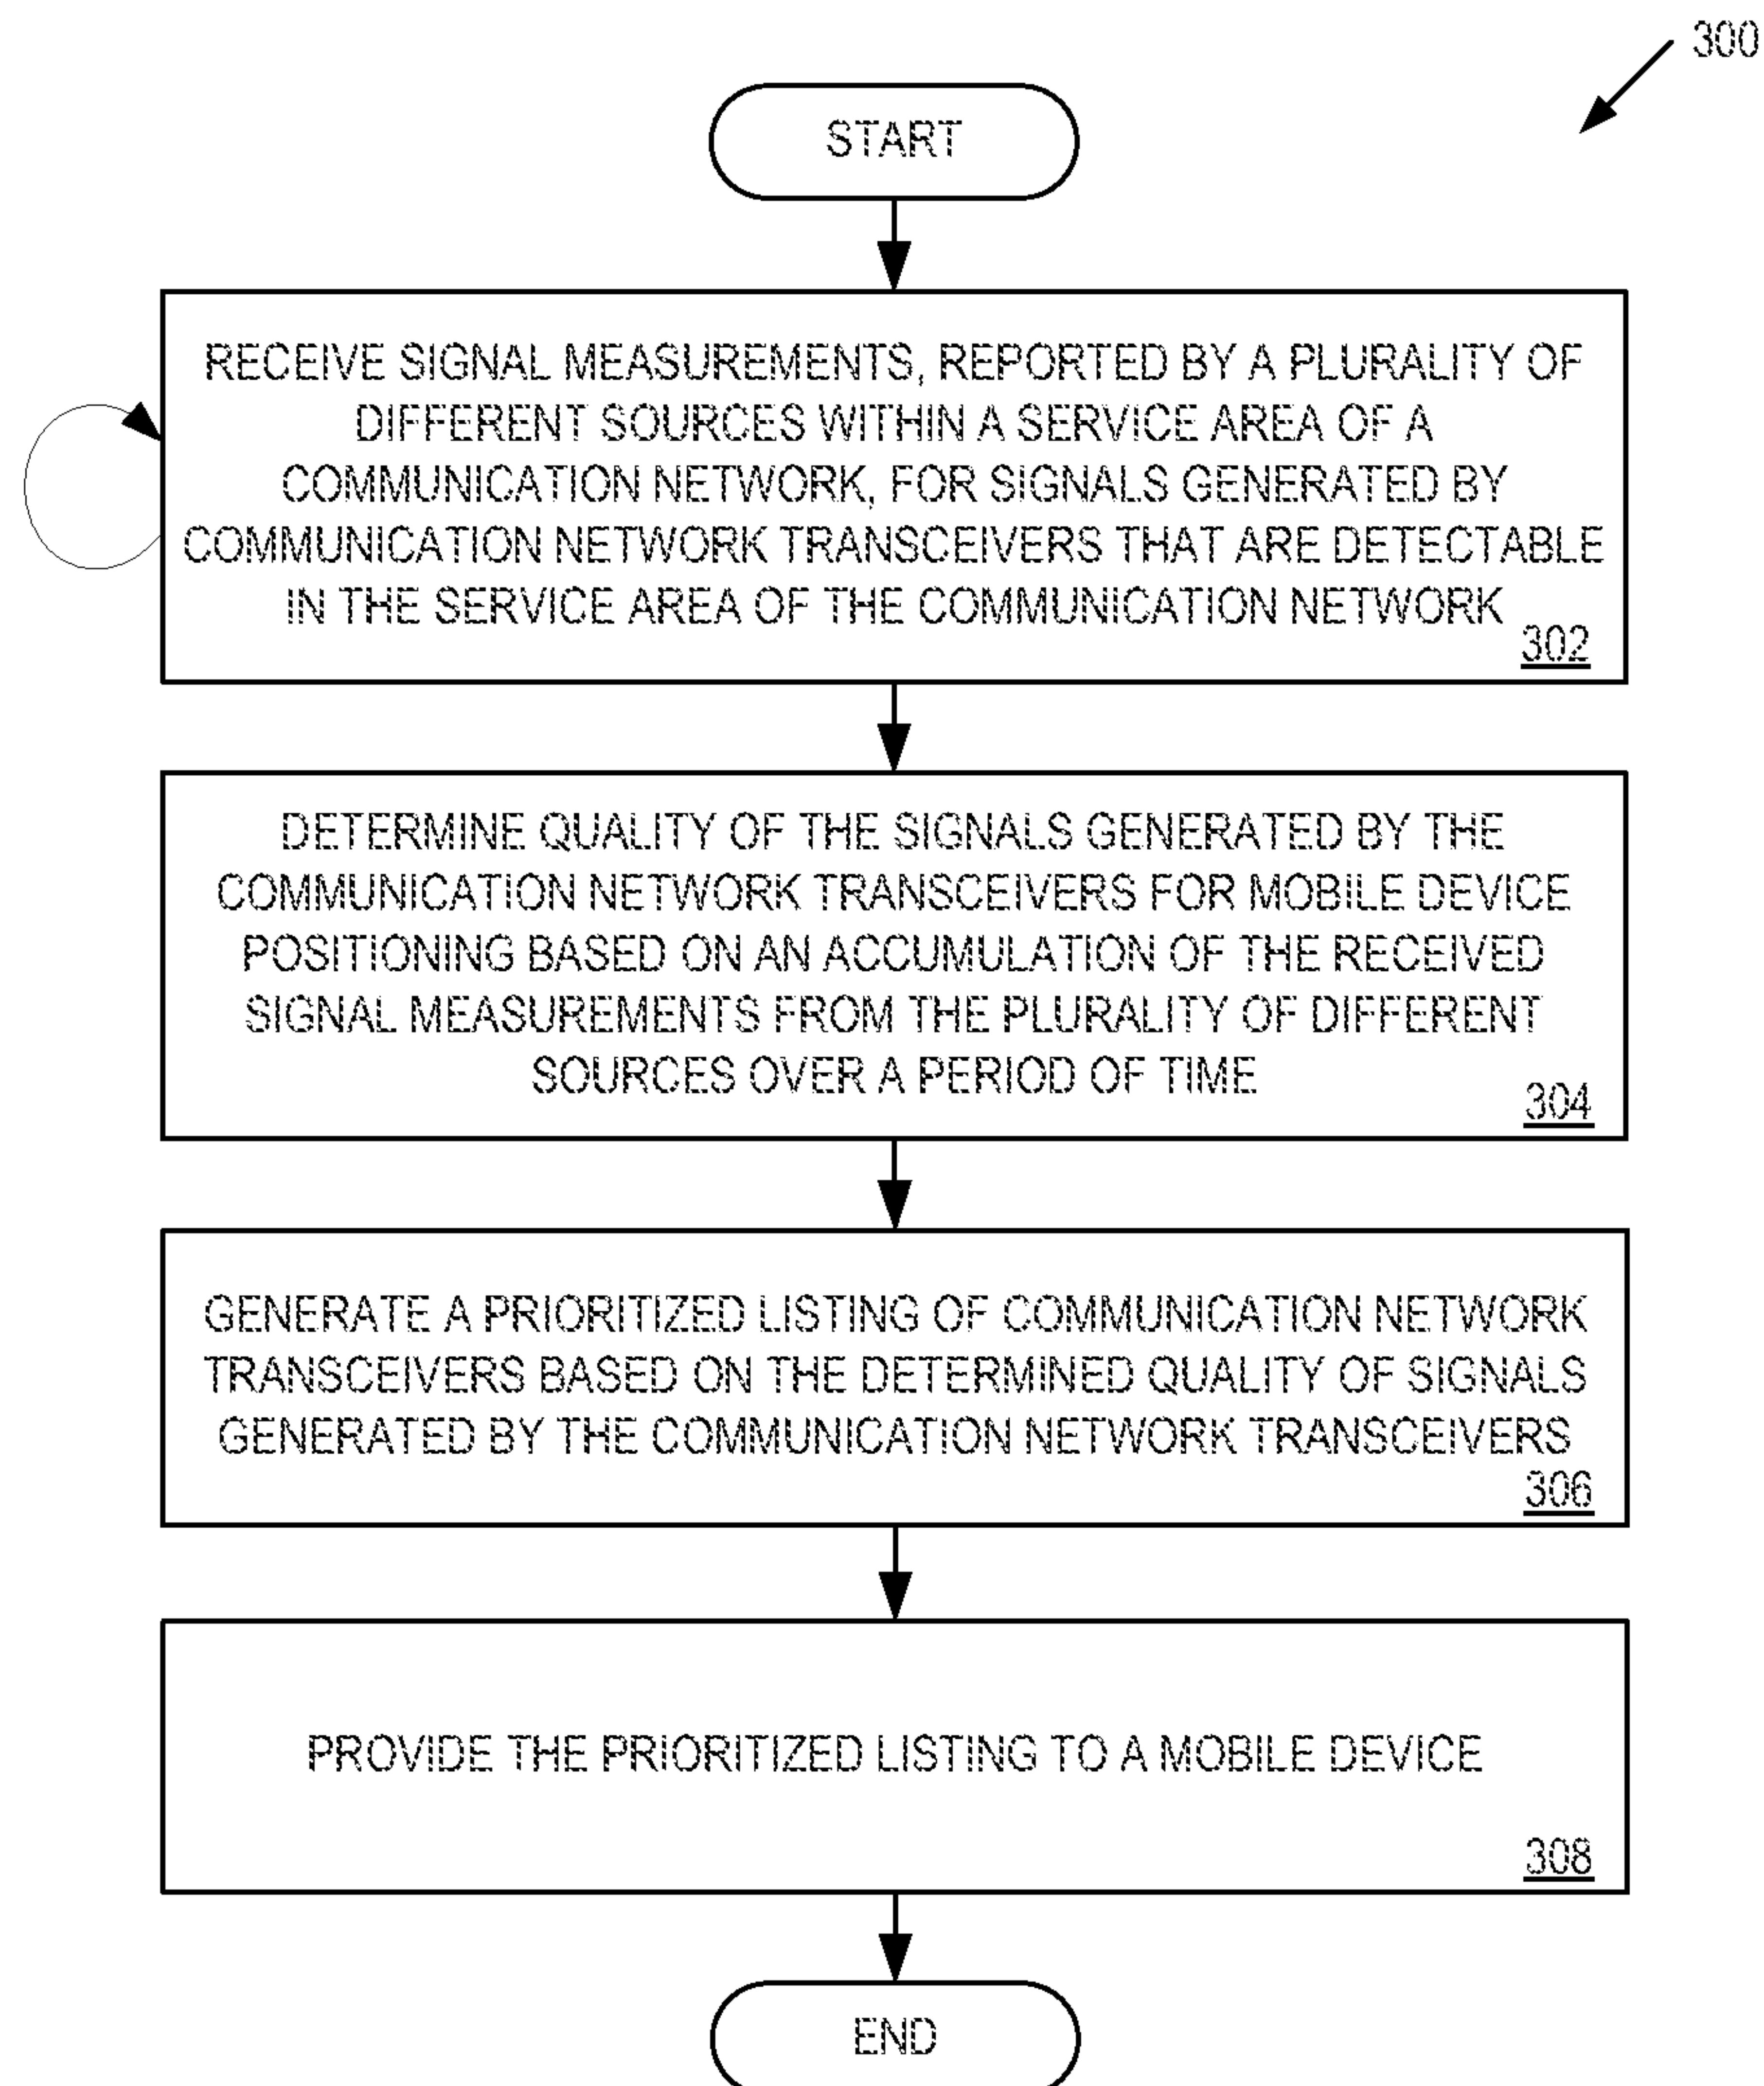 300
START
RECEIVE SIGNAL MEASUREMENTS, REPORTED BY A PLURALITY OF
DIFFERENT SOURCES WITHIN A SERVICE AREA OF A
COMMUNICATION NETWORK, FOR SIGNALS GENERATED BY
COMMUNICATION NETWORK TRANSCEIVERS THAT ARE DETECTABLE
IN THE SERVICE AREA OF THE COMMUNICATION NETWORK
302
DETERMINE QUALITY OF THE SIGNALS GENERATED BY THE
COMMUNICATION NETWORK TRANSCEIVERS FOR MOBILE DEVICE
POSITIONING BASED ON AN ACCUMULATION OF THE RECEIVED
SIGNAL MEASUREMENTS FROM THE PLURALITY OF DIFFERENT
SOURCES OVER A PERIOD OF TIME
304
GENERATE A PRIORITIZED LISTING OF COMMUNICATION NETWORK
TRANSCEIVERS BASED ON THE DETERMINED QUALITY OF SIGNALS
GENERATED BY THE COMMUNICATION NETWORK TRANSCEIVERS
306
PROVIDE THE PRIORITIZED LISTING TO A MOBILE DEVICE
308
END